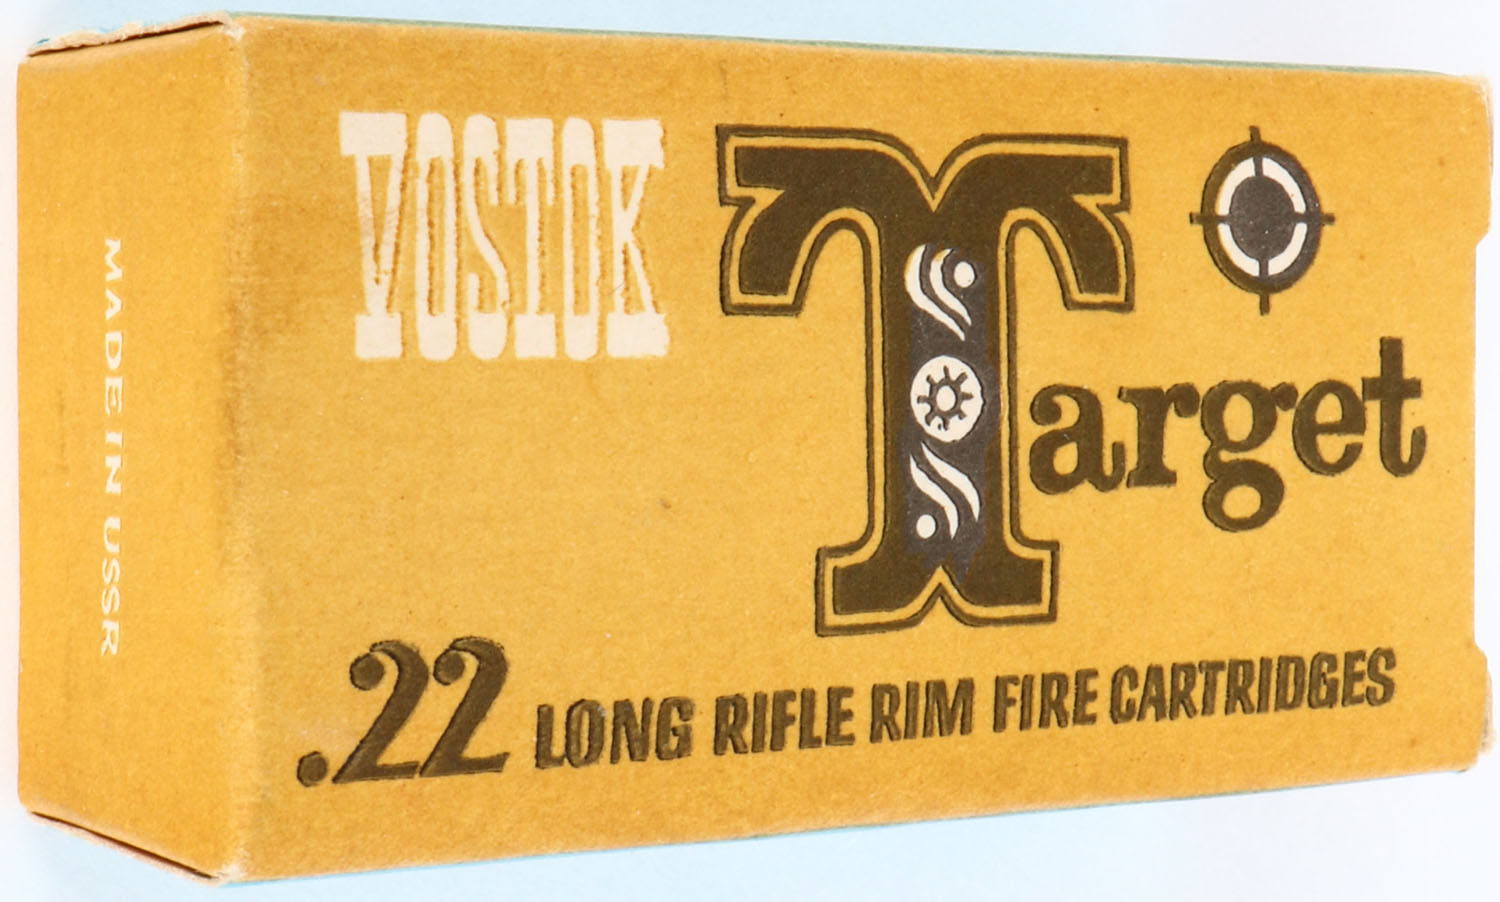 VOSTOK
Target
.22 LONG RIFLE RIM FIRE CARTRIDGES
MADE IN USSR